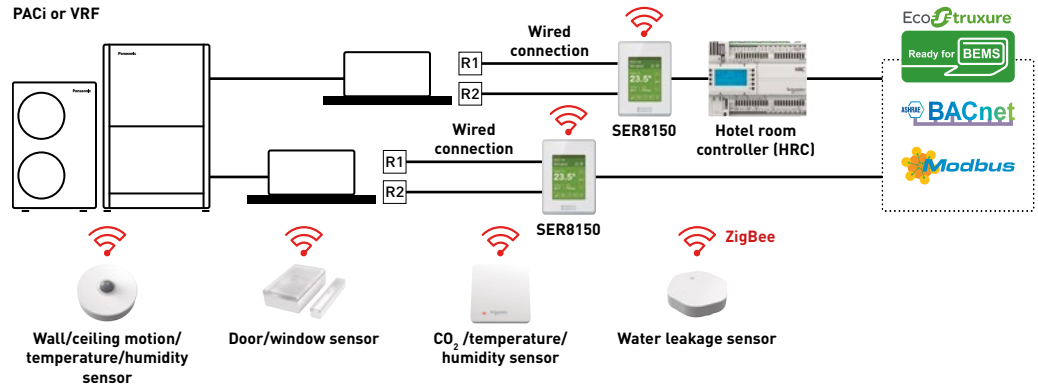 PACi or VRF
Panasonic
Panasonic
Wired
connection
R1
R2
23.5°
SER8150
Hotel room
controller (HRC)
EcoStruxure
Ready for BEMS
ASHRAE BACnet
Modbus
Wired
connection
R1
R2
23.5°
SER8150
ZigBee
Wall/ceiling motion/
temperature/humidity
sensor
Door/window sensor
CO2 /temperature/
humidity sensor
Water leakage sensor